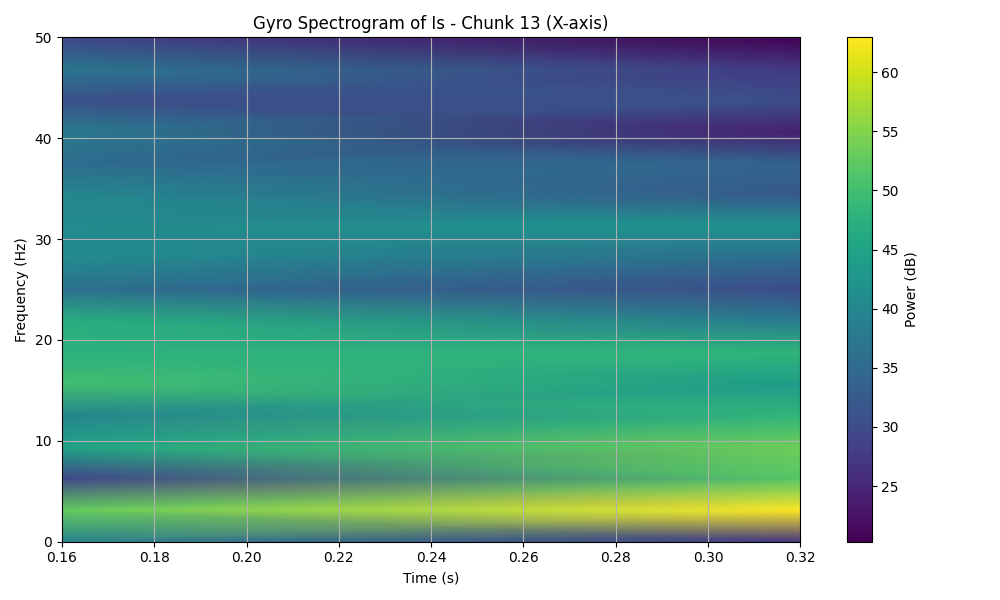 Gyro Spectrogram of Is - Chunk 13 (X-axis)
50
40
30
20
10
0
Frequency (Hz)
0.16 0.18 0.20 0.22 0.24 0.26 0.28 0.30 0.32
Time (s)
60
55
50
45
40
35
30
25
Power (dB)